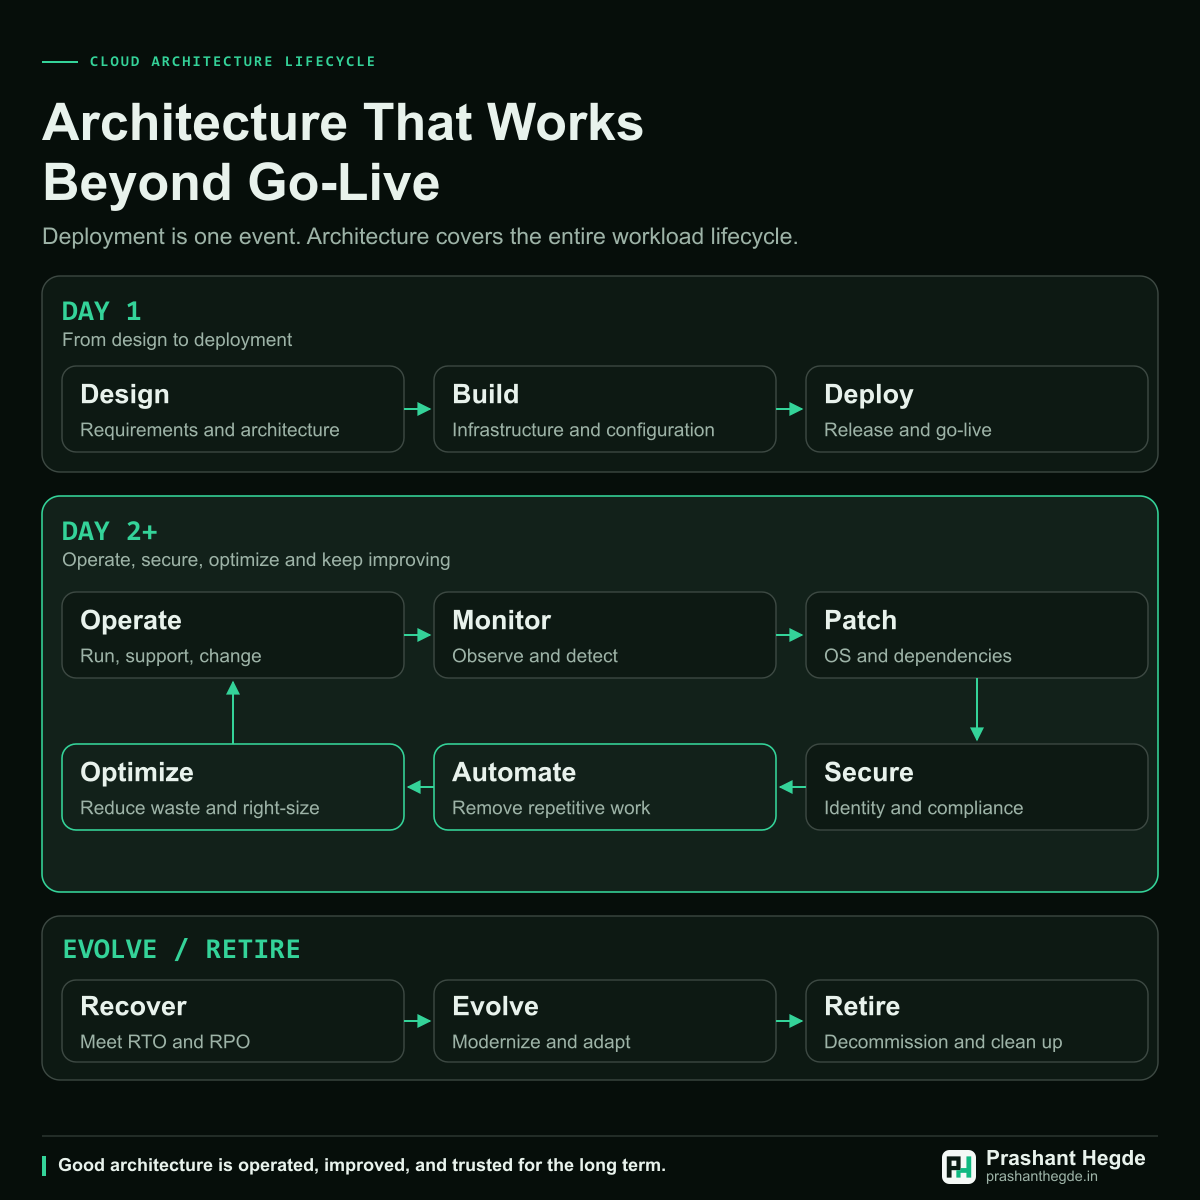 CLOUD ARCHITECTURE LIFECYCLE
Architecture That Works
Beyond Go-Live
Deployment is one event. Architecture covers the entire workload lifecycle.
DAY 1
From design to deployment
Design
Requirements and architecture
Build
Infrastructure and configuration
Deploy
Release and go-live
DAY 2+
Operate, secure, optimize and keep improving
Operate
Run, support, change
Monitor
Observe and detect
Patch
OS and dependencies
Optimize
Reduce waste and right-size
Automate
Remove repetitive work
Secure
Identity and compliance
EVOLVE / RETIRE
Recover
Meet RTO and RPO
Evolve
Modernize and adapt
Retire
Decommission and clean up
Good architecture is operated, improved, and trusted for the long term.
PH
Prashant Hegde
prashanthegde.in